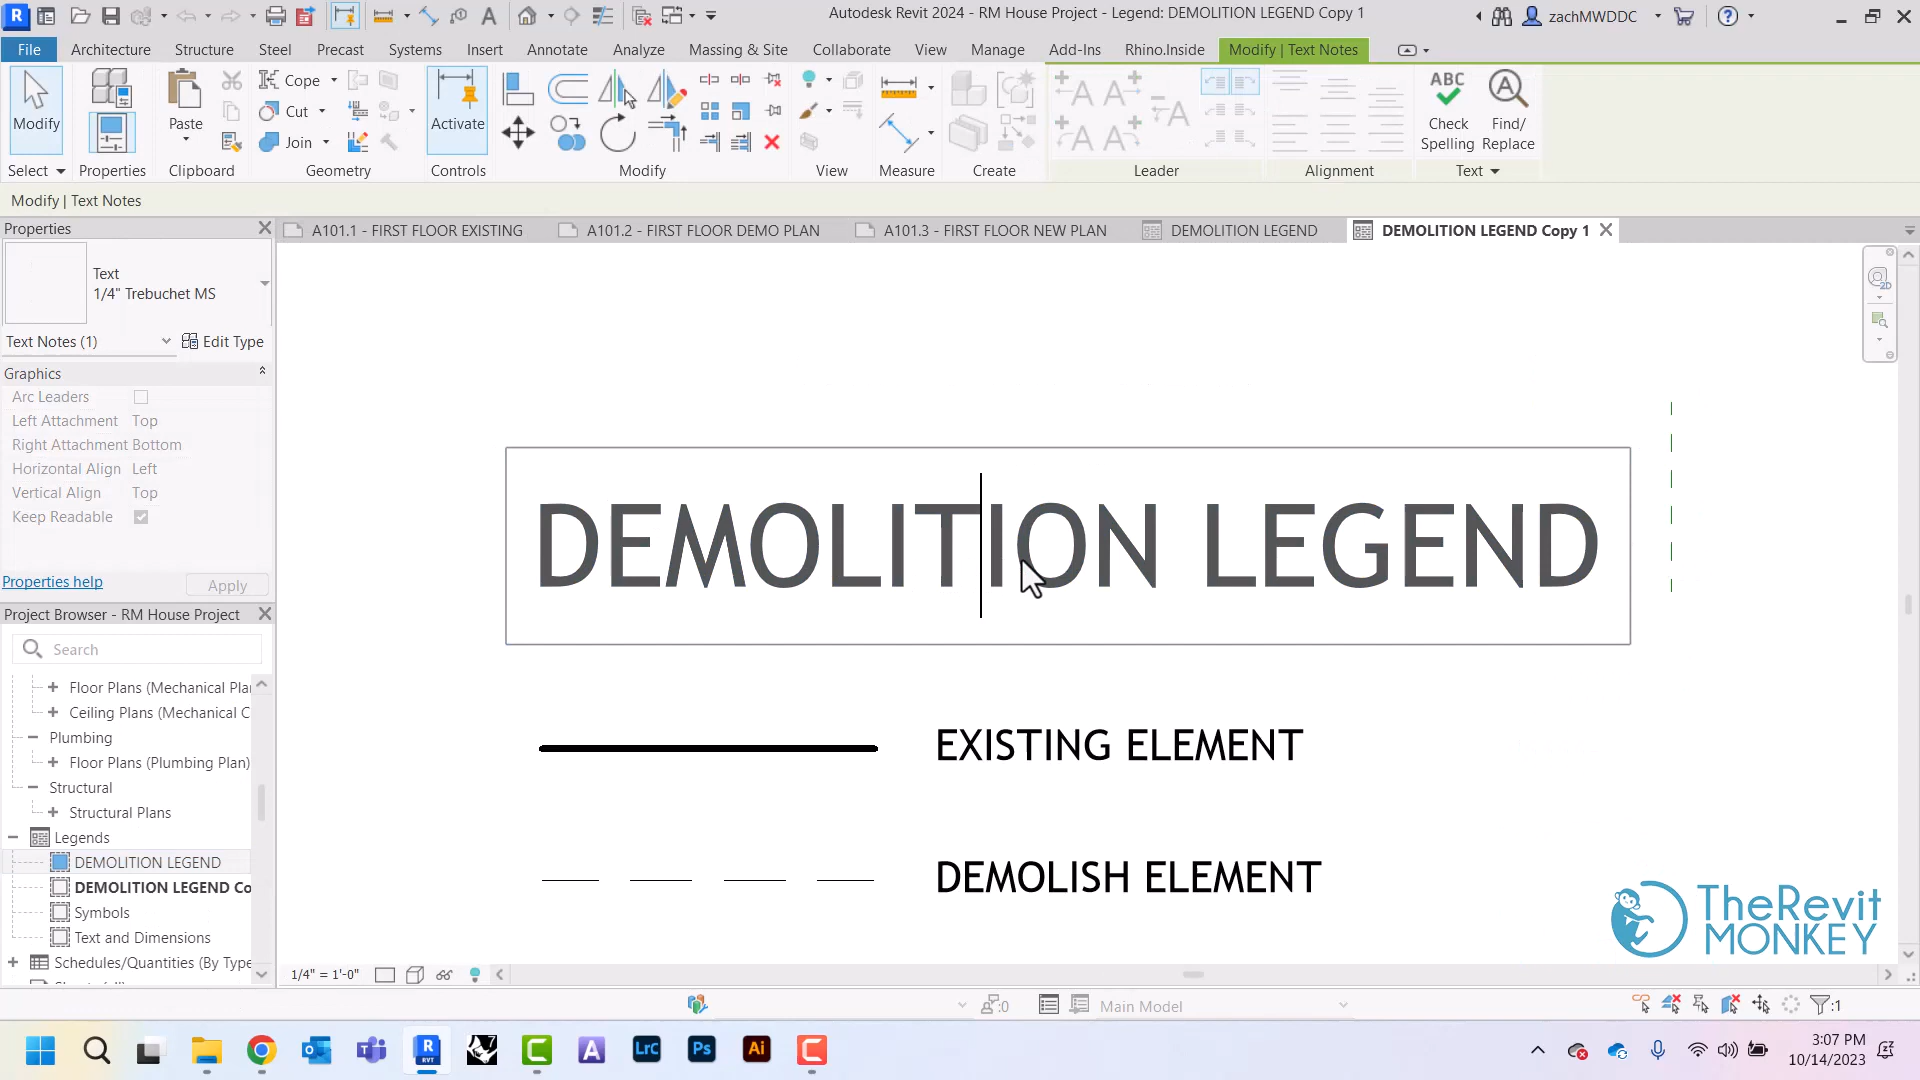 Autodesk Revit 2024 - RM House Project - Legend: DEMOLITION LEGEND Copy 1
zachMWDDC
File Architecture Structure Steel Precast Systems Insert Annotate Analyze Massing & Site Collaborate View Manage Add-Ins Rhino.Inside Modify | Text Notes
Modify
Paste
Cope
Cut
Join
Activate
ABC
Check Spelling
Find/ Replace
Select Properties Clipboard Geometry Controls Modify View Measure Create Leader Alignment Text
Modify | Text Notes
Properties
A101.1 - FIRST FLOOR EXISTING
A101.2 - FIRST FLOOR DEMO PLAN
A101.3 - FIRST FLOOR NEW PLAN
DEMOLITION LEGEND
DEMOLITION LEGEND Copy 1
Text
1/4" Trebuchet MS
Text Notes (1)
Edit Type
Graphics
Arc Leaders
Left Attachment Top
Right Attachment Bottom
Horizontal Align Left
Vertical Align Top
Keep Readable
Properties help
Apply
Project Browser - RM House Project
Search
Floor Plans (Mechanical Pla
Ceiling Plans (Mechanical C
Plumbing
Floor Plans (Plumbing Plan)
Structural
Structural Plans
Legends
DEMOLITION LEGEND
DEMOLITION LEGEND Co
Symbols
Text and Dimensions
Schedules/Quantities (By Type
DEMOLITION LEGEND
EXISTING ELEMENT
DEMOLISH ELEMENT
TheRevit
MONKEY
1/4" = 1'-0"
:0
Main Model
:1
R
RVT
7
A
LrC
Ps
Ai
3:07 PM
10/14/2023